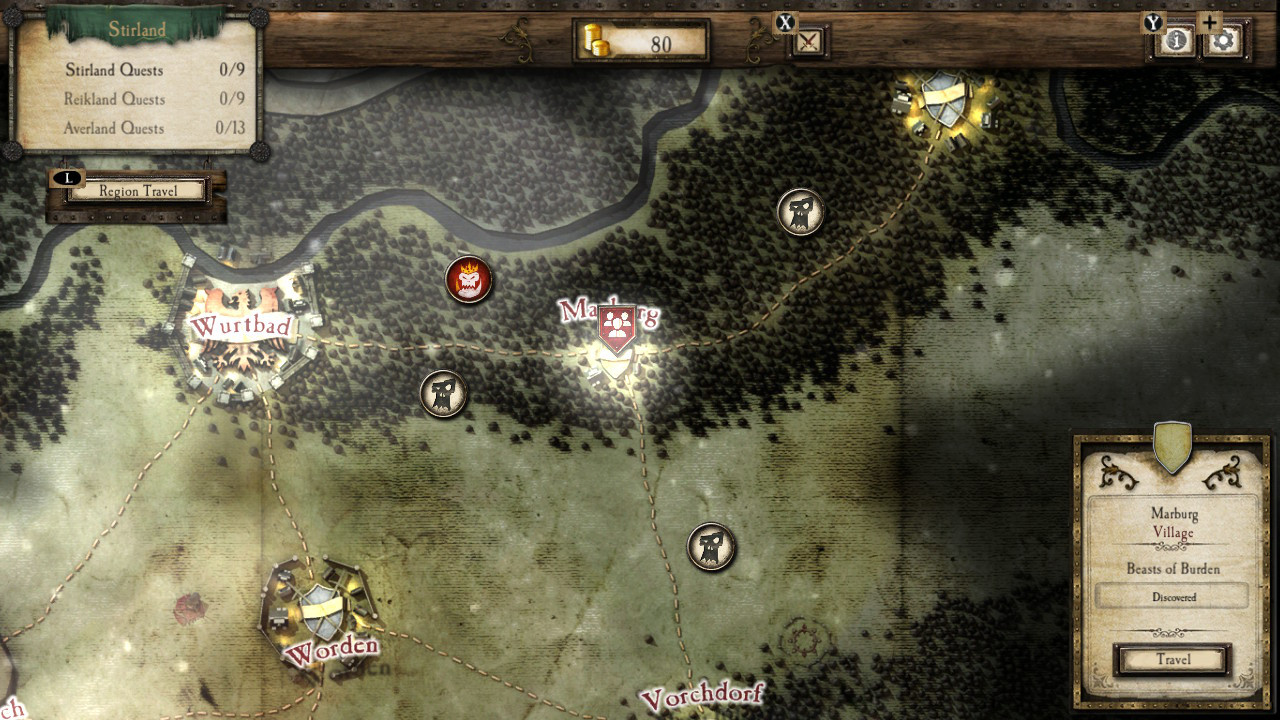 Stirland
Stirland Quests 0/9
Reikland Quests 0/9
Averland Quests 0/13
L
Region Travel
80
X
Y
+
Wurtbad
Worden
Vorchdorf
Marburg
Village
Beasts of Burden
Discovered
Travel